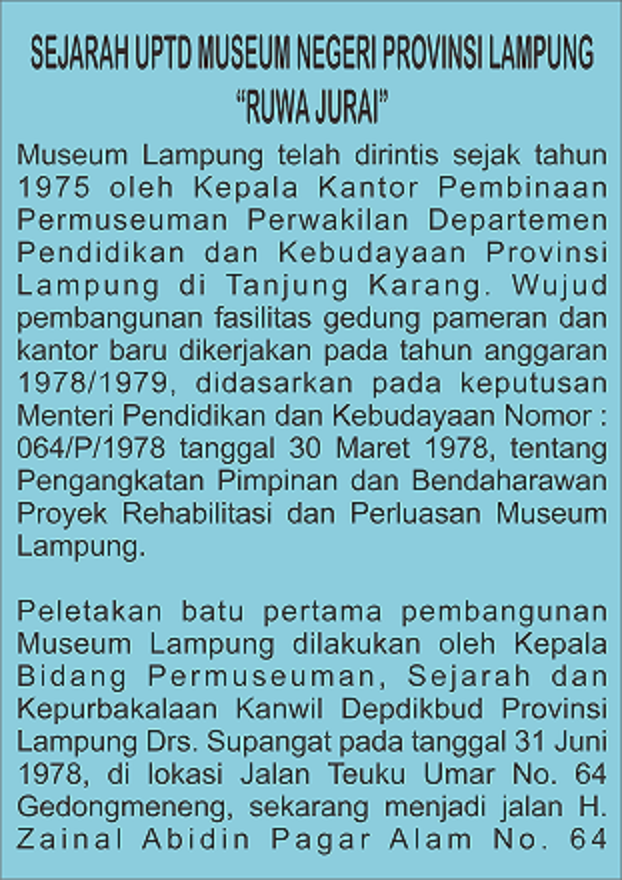 SEJARAH UPTD MUSEUM NEGERI PROVINSI LAMPUNG
“RUWA JURAI”
Museum Lampung telah dirintis sejak tahun
1975 oleh Kepala Kantor Pembinaan
Permuseuman Perwakilan Departemen
Pendidikan dan Kebudayaan Provinsi
Lampung di Tanjung Karang. Wujud
pembangunan fasilitas gedung pameran dan
kantor baru dikerjakan pada tahun anggaran
1978/1979, didasarkan pada keputusan
Menteri Pendidikan dan Kebudayaan Nomor :
064/P/1978 tanggal 30 Maret 1978, tentang
Pengangkatan Pimpinan dan Bendaharawan
Proyek Rehabilitasi dan Perluasan Museum
Lampung.
Peletakan batu pertama pembangunan
Museum Lampung dilakukan oleh Kepala
Bidang Permuseuman, Sejarah dan
Kepurbakalaan Kanwil Depdikbud Provinsi
Lampung Drs. Supangat pada tanggal 31 Juni
1978, di lokasi Jalan Teuku Umar No. 64
Gedongmeneng, sekarang menjadi jalan H.
Zainal Abidin Pagar Alam No. 64